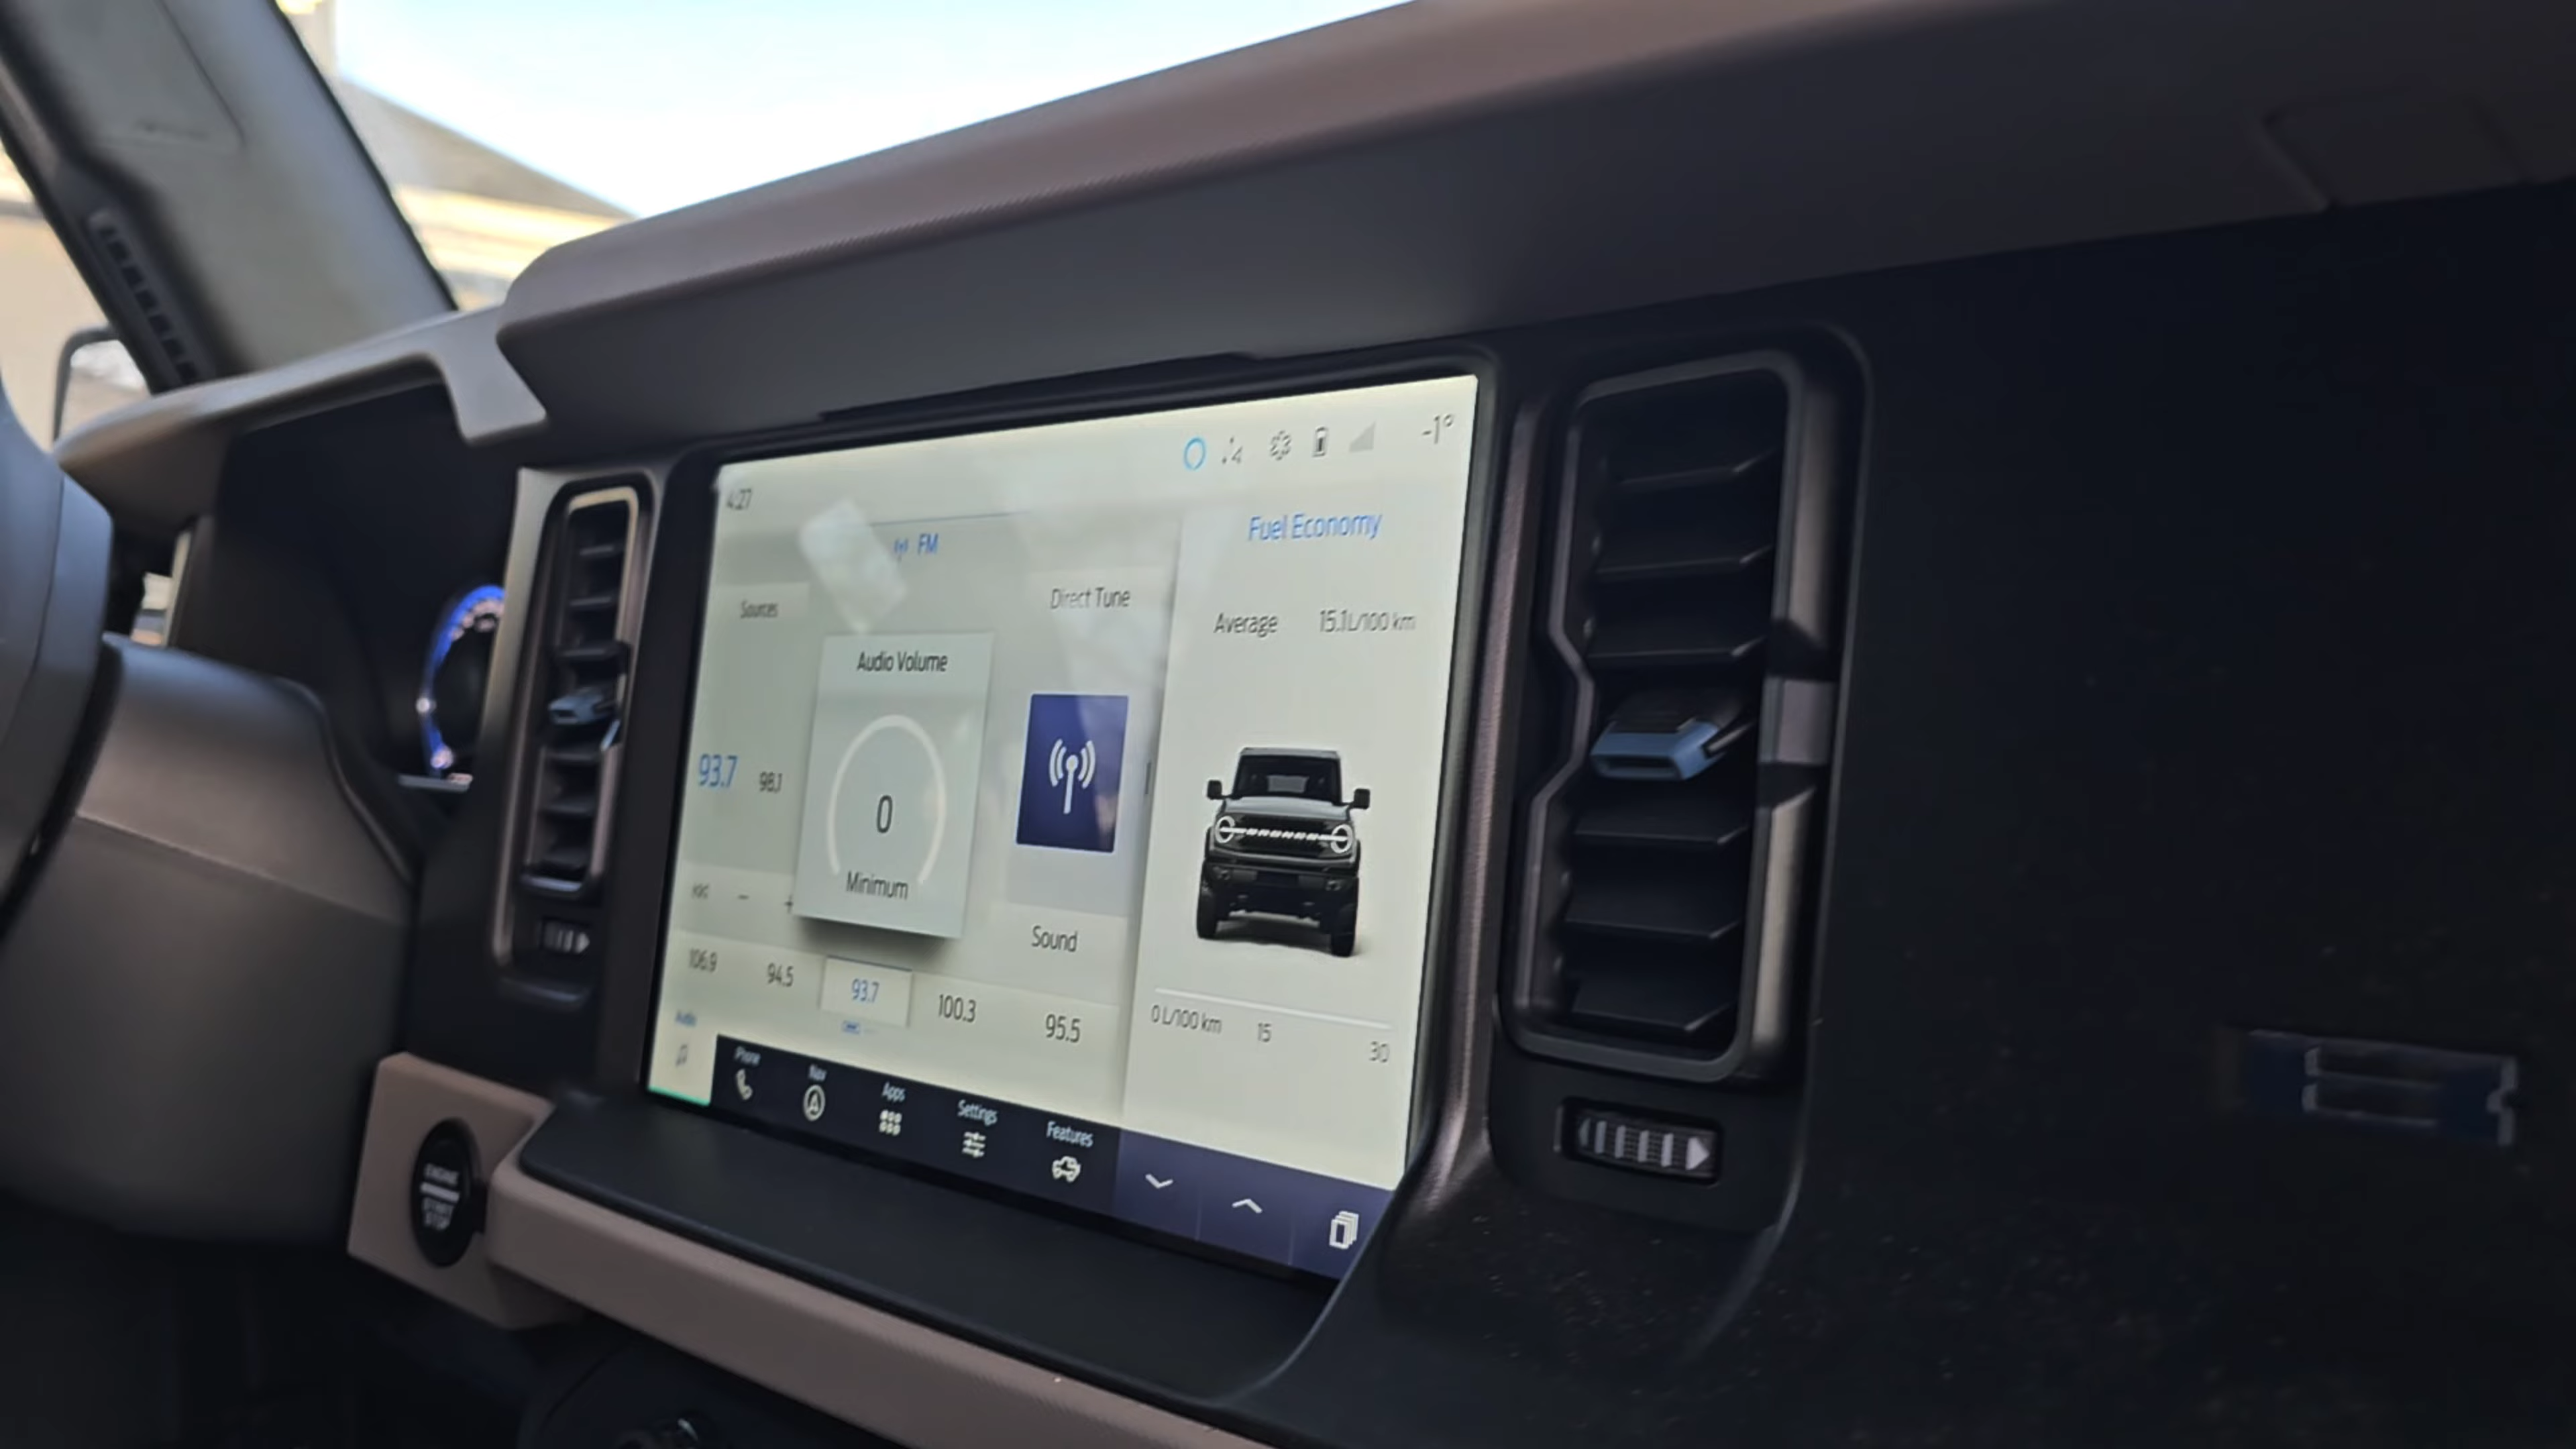 -1°
4:27
FM
Fuel Economy
Sources
Direct Tune
Average 15.1 L/100 km
Audio Volume
93.7
98.1
0
Minimum
Sound
106.9
94.5
93.7
100.3
95.5
0 L/100 km
15
30
Audio
Phone
Nav
Apps
Settings
Features
ENGINE
START
STOP